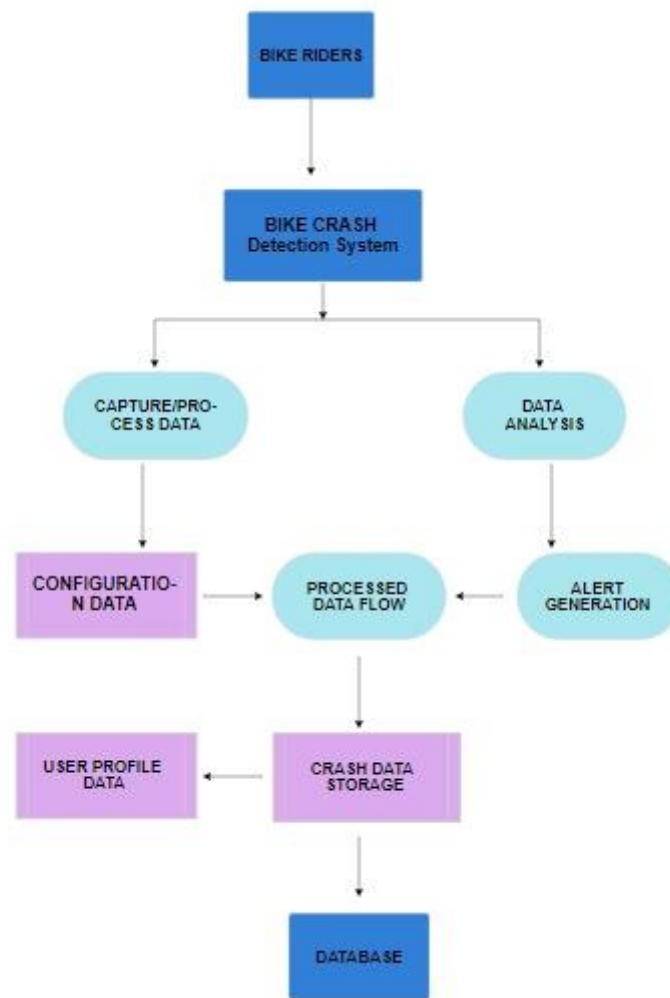 BIKE RIDERS
BIKE CRASH
Detection System
CAPTURE/PRO-
CESS DATA
DATA
ANALYSIS
CONFIGURATIO-
N DATA
PROCESSED
DATA FLOW
ALERT
GENERATION
USER PROFILE
DATA
CRASH DATA
STORAGE
DATABASE